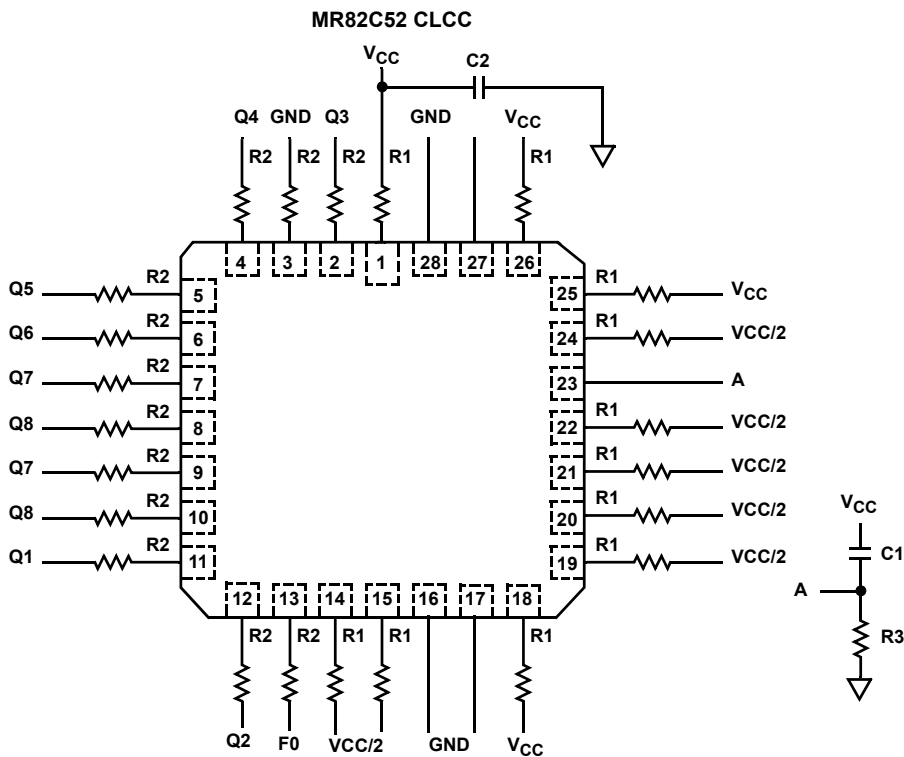 MR82C52 CLCC
VCC
C2
Q4 GND Q3 GND VCC
R2 R2 R2 R1 R1
4 3 2 1 28 27 26
Q5 R2 5 25 R1 VCC
Q6 R2 6 24 R1 VCC/2
Q7 R2 7 23 A
Q8 R2 8 22 R1 VCC/2
Q7 R2 9 21 R1 VCC/2
Q8 R2 10 20 R1 VCC/2
Q1 R2 11 19 R1 VCC/2
12 13 14 15 16 17 18
R2 R2 R1 R1 R1
Q2 F0 VCC/2 GND VCC
VCC
C1
A
R3